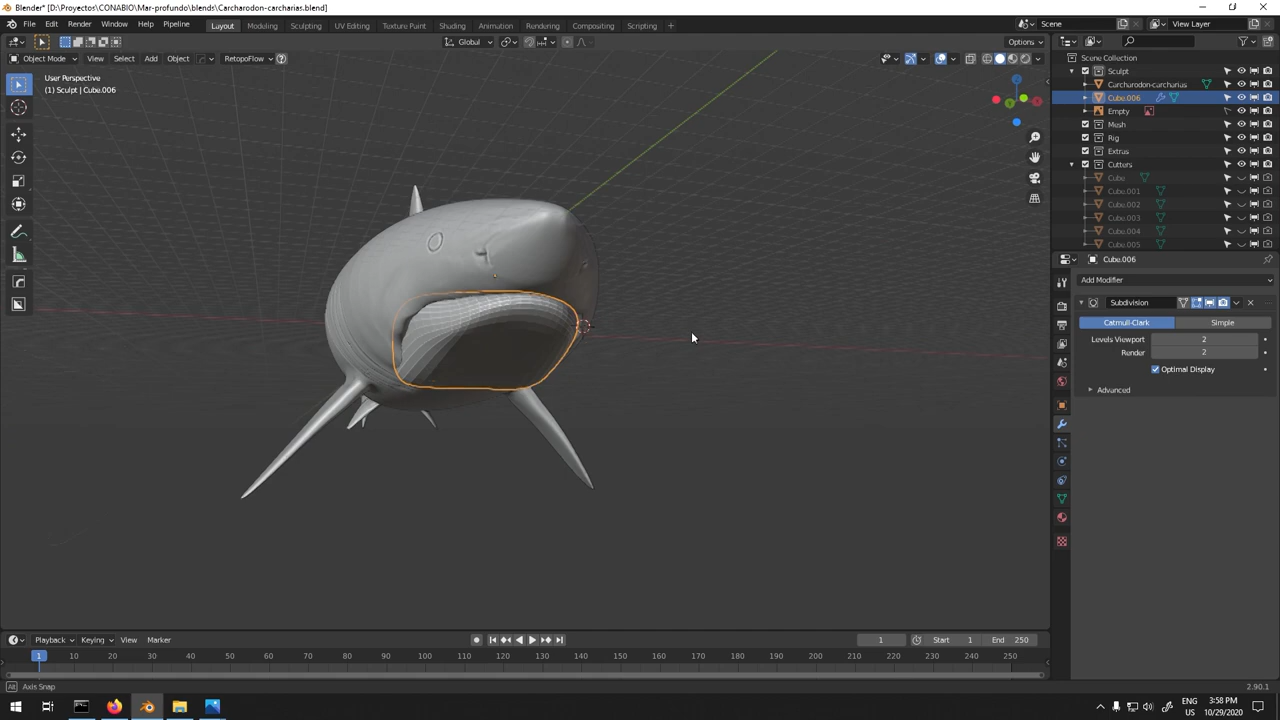 Blender* [D:\Proyectos\CONABIO\Mar-profundo\blends\Carcharodon-carcharias.blend]
File Edit Render Window Help Pipeline Layout Modeling Sculpting UV Editing Texture Paint Shading Animation Rendering Compositing Scripting + Scene View Layer
Global Options
Object Mode View Select Add Object RetopoFlow
User Perspective
(1) Sculpt | Cube.006
Scene Collection
Sculpt
Carcharodon-carcharias
Cube.006
Empty
Mesh
Rig
Extrus
Cutters
Cube
Cube.001
Cube.002
Cube.003
Cube.004
Cube.005
Cube.006
Add Modifier
Subdivision
Catmull-Clark Simple
Levels Viewport 2
Render 2
Optimal Display
Advanced
Playback Keying View Marker 1 Start 1 End 250
1 10 20 30 40 50 60 70 80 90 100 110 120 130 140 150 160 170 180 190 200 210 220 230 240 250
Alt Axis Snap 2.90.1
ENG 3:58 PM
US 10/29/2020